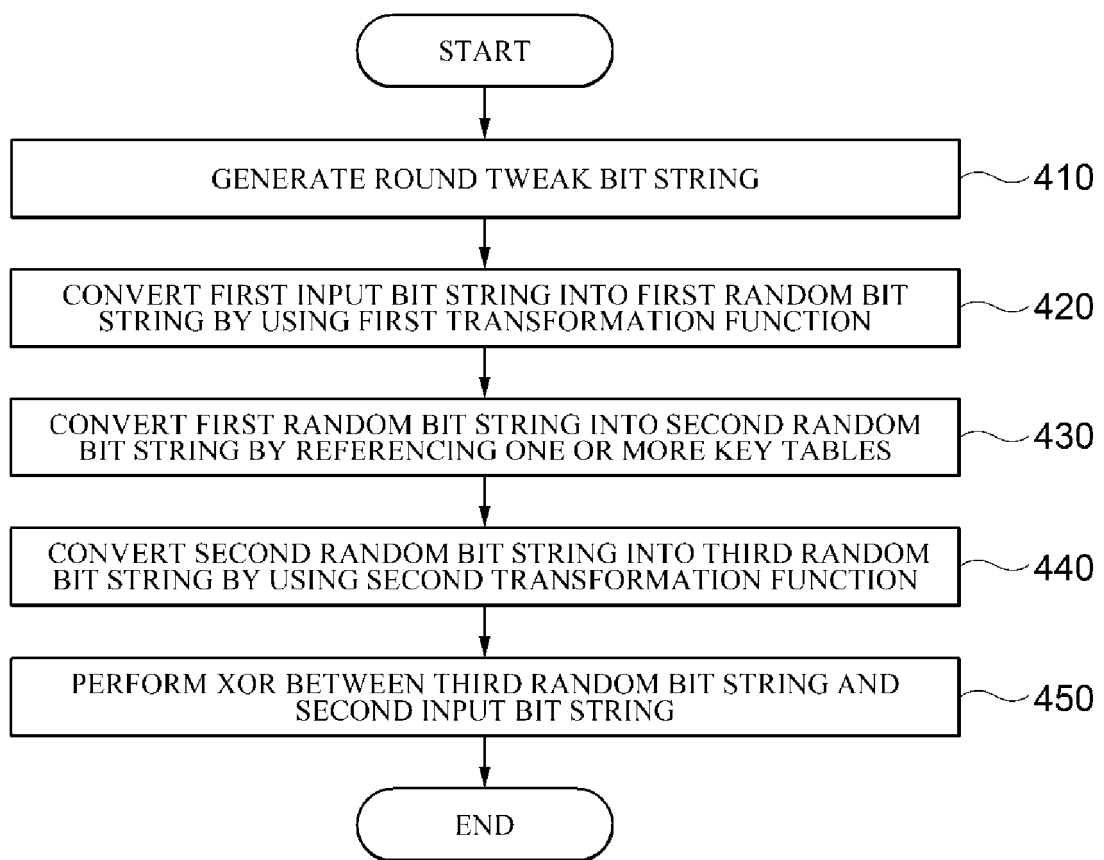 START
GENERATE ROUND TWEAK BIT STRING
410
CONVERT FIRST INPUT BIT STRING INTO FIRST RANDOM BIT
STRING BY USING FIRST TRANSFORMATION FUNCTION
420
CONVERT FIRST RANDOM BIT STRING INTO SECOND RANDOM
BIT STRING BY REFERENCING ONE OR MORE KEY TABLES
430
CONVERT SECOND RANDOM BIT STRING INTO THIRD RANDOM
BIT STRING BY USING SECOND TRANSFORMATION FUNCTION
440
PERFORM XOR BETWEEN THIRD RANDOM BIT STRING AND
SECOND INPUT BIT STRING
450
END